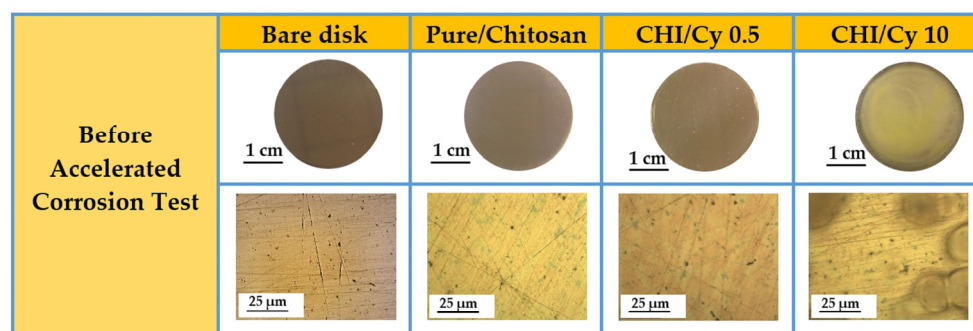 Bare disk
Pure/Chitosan
CHI/Cy 0.5
CHI/Cy 10
Before
Accelerated
Corrosion Test
1 cm
1 cm
1 cm
1 cm
25 μm
25 μm
25 μm
25 μm